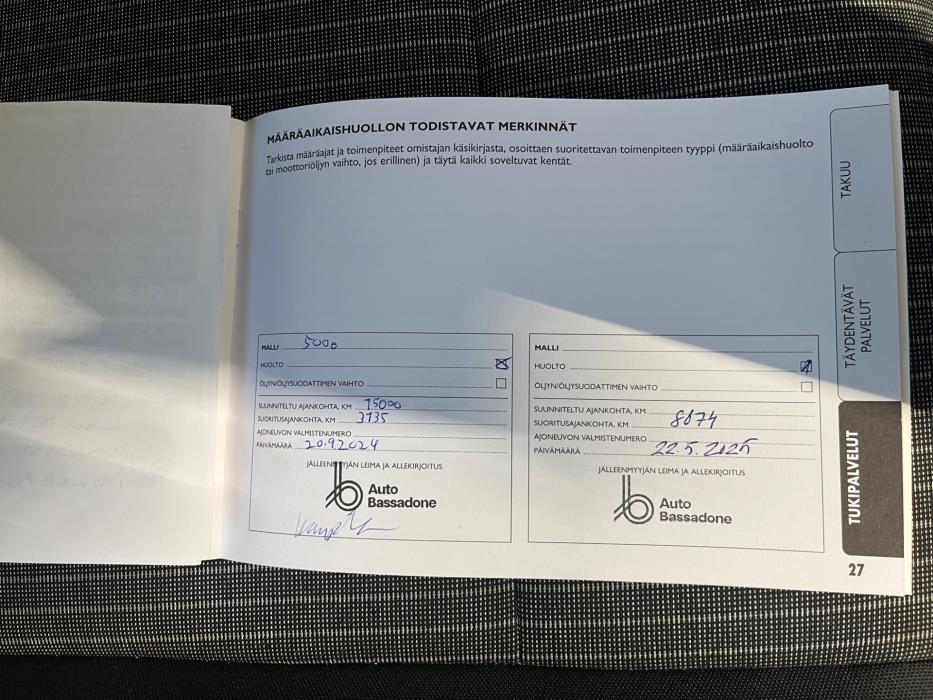 MÄÄRÄAIKAISHUOLLON TODISTAVAT MERKINNÄT
Tarkista määräajat ja toimenpiteet omistajan käsikirjasta, osoittaen suoritettavan toimenpiteen tyyppi (määräaikaishuolto
tai moottoriöljyn vaihto, jos erillinen) ja täytä kaikki soveltuvat kentät.
MALLI 500e
HUOLTO
ÖLJYN/ÖLJYSUODATTIMEN VAIHTO
SUUNNITELTU AJANKOHTA, KM 15000
SUORITUSAJANKOHTA, KM 3735
AJONEUVON VALMISTENUMERO
PÄIVÄMÄÄRÄ 20.9.2024
JÄLLEENMYYJÄN LEIMA JA ALLEKIRJOITUS
Auto
Bassadone
MALLI
HUOLTO
ÖLJYN/ÖLJYSUODATTIMEN VAIHTO
SUUNNITELTU AJANKOHTA, KM
SUORITUSAJANKOHTA, KM 8874
AJONEUVON VALMISTENUMERO
PÄIVÄMÄÄRÄ 22.5.2025
JÄLLEENMYYJÄN LEIMA JA ALLEKIRJOITUS
Auto
Bassadone
TAKUU
TÄYDENTÄVÄT
PALVELUT
TUKIPALVELUT
27